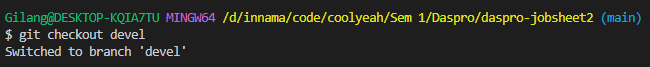 Gilang@DESKTOP-KQIA7TU MINGW64 /d/innama/code/coolyeah/Sem 1/Daspro/daspro-jobsheet2 (main)
$ git checkout devel
Switched to branch 'devel'